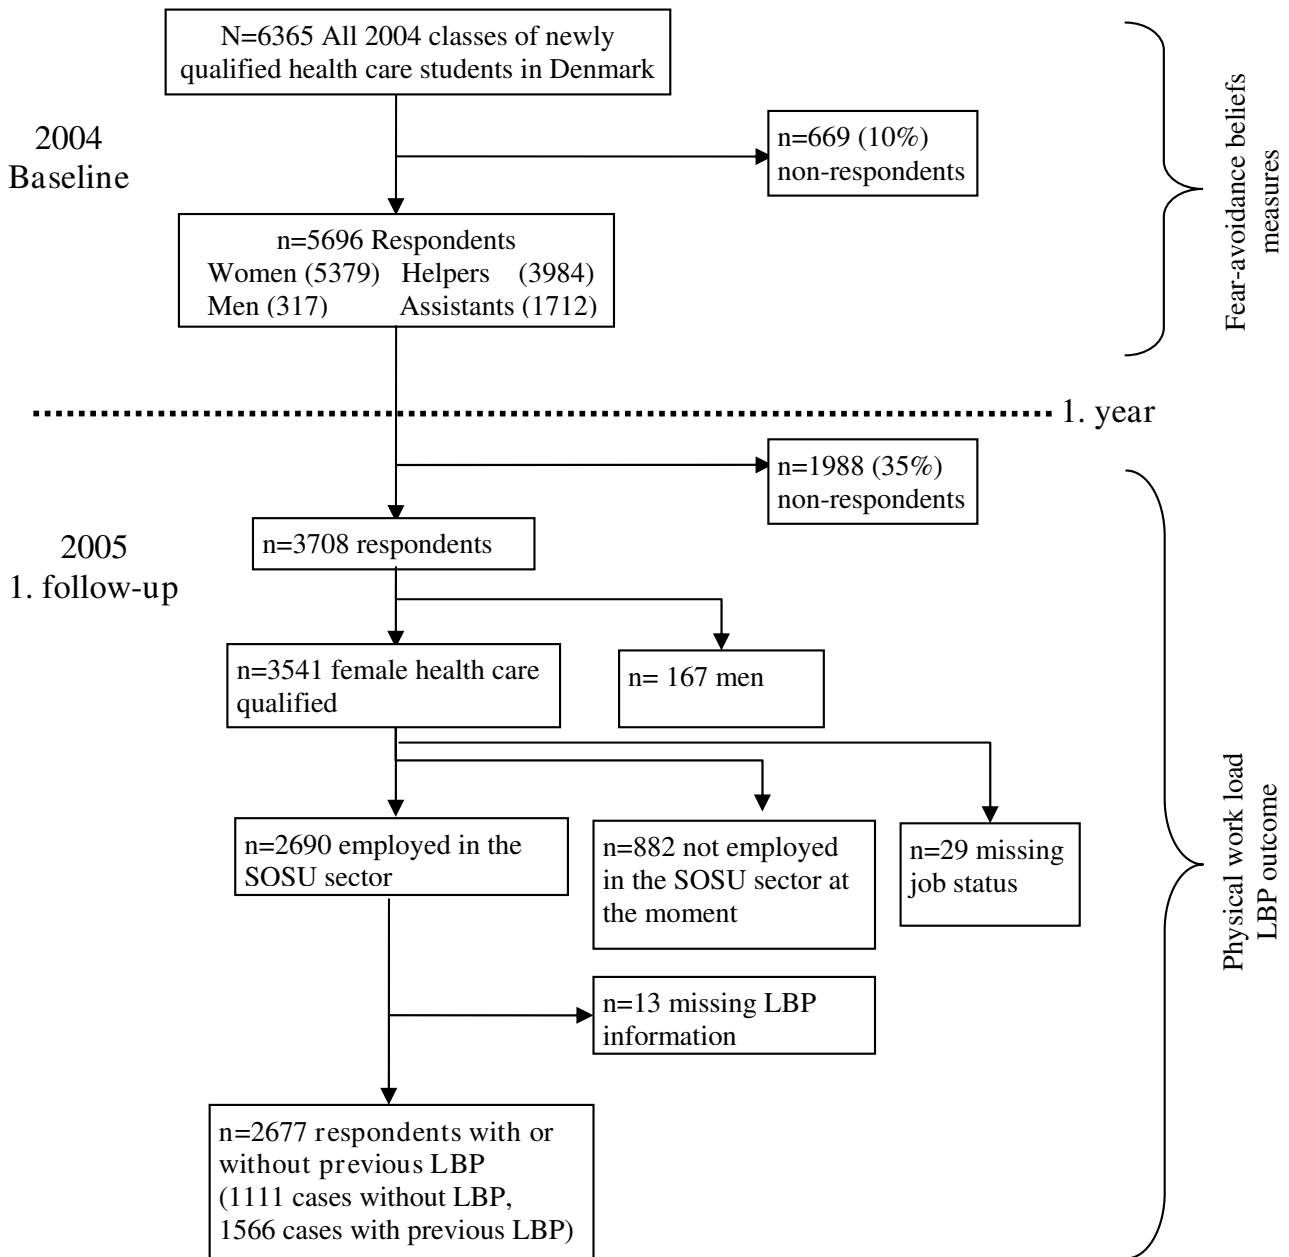 N=6365 All 2004 classes of newly
qualified health care students in Denmark
2004
Baseline
n=669 (10%)
non-respondents
n=5696 Respondents
Women (5379) Helpers (3984)
Men (317) Assistants (1712)
Fear-avoidance beliefs
measures
1. year
n=1988 (35%)
non-respondents
2005
1. follow-up
n=3708 respondents
n=3541 female health care
qualified
n= 167 men
n=2690 employed in the
SOSU sector
n=882 not employed
in the SOSU sector at
the moment
n=29 missing
job status
Physical work load
LBP outcome
n=13 missing LBP
information
n=2677 respondents with or
without previous LBP
(1111 cases without LBP,
1566 cases with previous LBP)